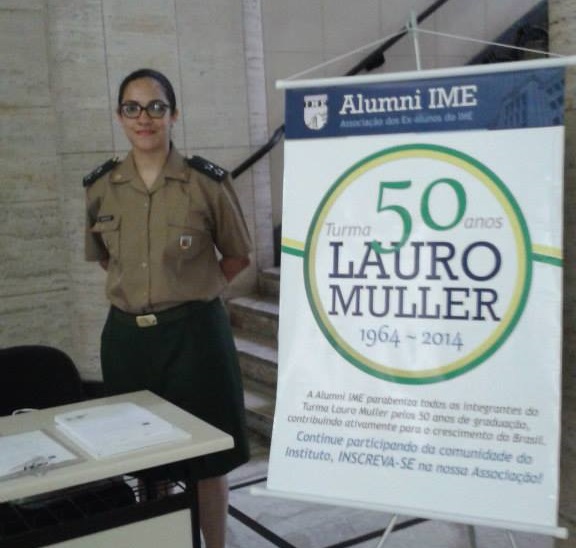 Alumni IME
Associação dos Ex-alunos do IME
Turma 50 anos
LAURO
MULLER
1964 ~ 2014
A Alumni IME parabeniza todos os integrantes da
Turma Lauro Muller pelos 50 anos de graduação,
contribuindo ativamente para o crescimento do Brasil.
Continue participando da comunidade do
Instituto, INSCREVA-SE na nossa Associação!